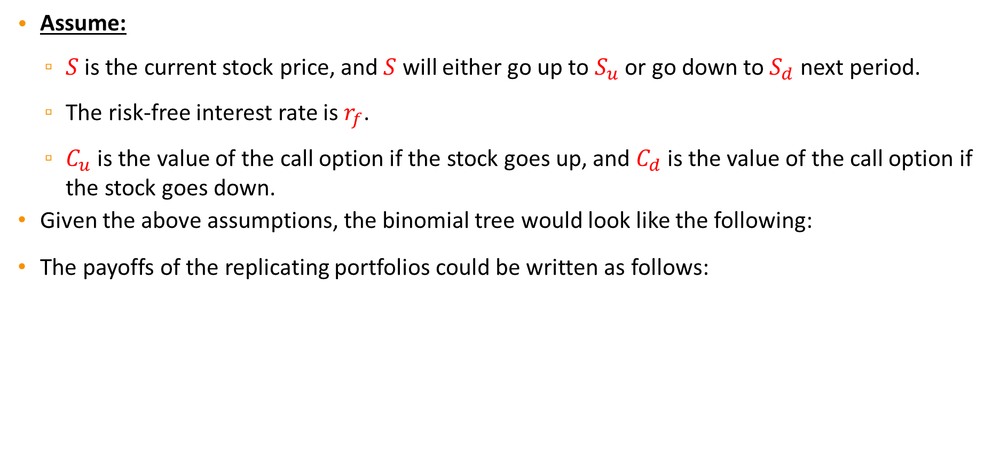 • Assume:
▫ S is the current stock price, and S will either go up to Sᵤ or go down to S_d next period.
▫ The risk-free interest rate is r_f.
▫ Cᵤ is the value of the call option if the stock goes up, and C_d is the value of the call option if
the stock goes down.
• Given the above assumptions, the binomial tree would look like the following:
• The payoffs of the replicating portfolios could be written as follows: